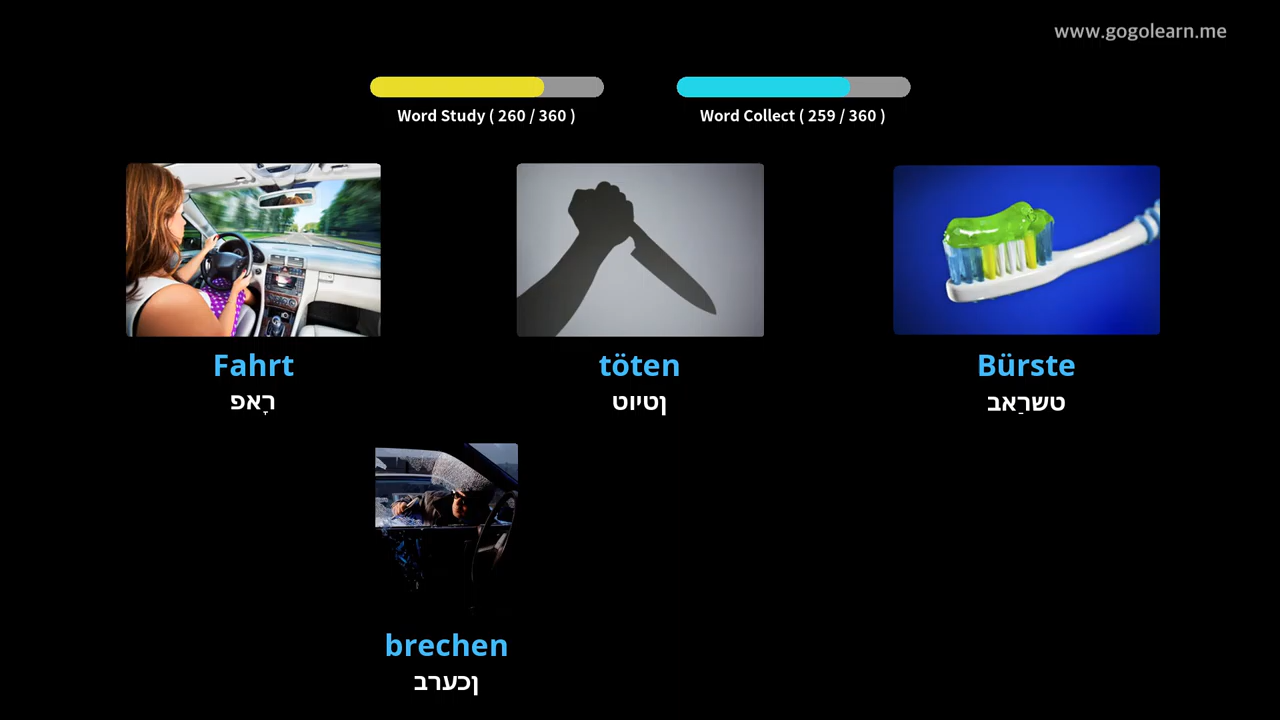 www.gogolearn.me
Word Study ( 260 / 360 )
Word Collect ( 259 / 360 )
Fahrt
רָאפ
töten
ןטיוט
Bürste
טשרַאב
brechen
ןכערב